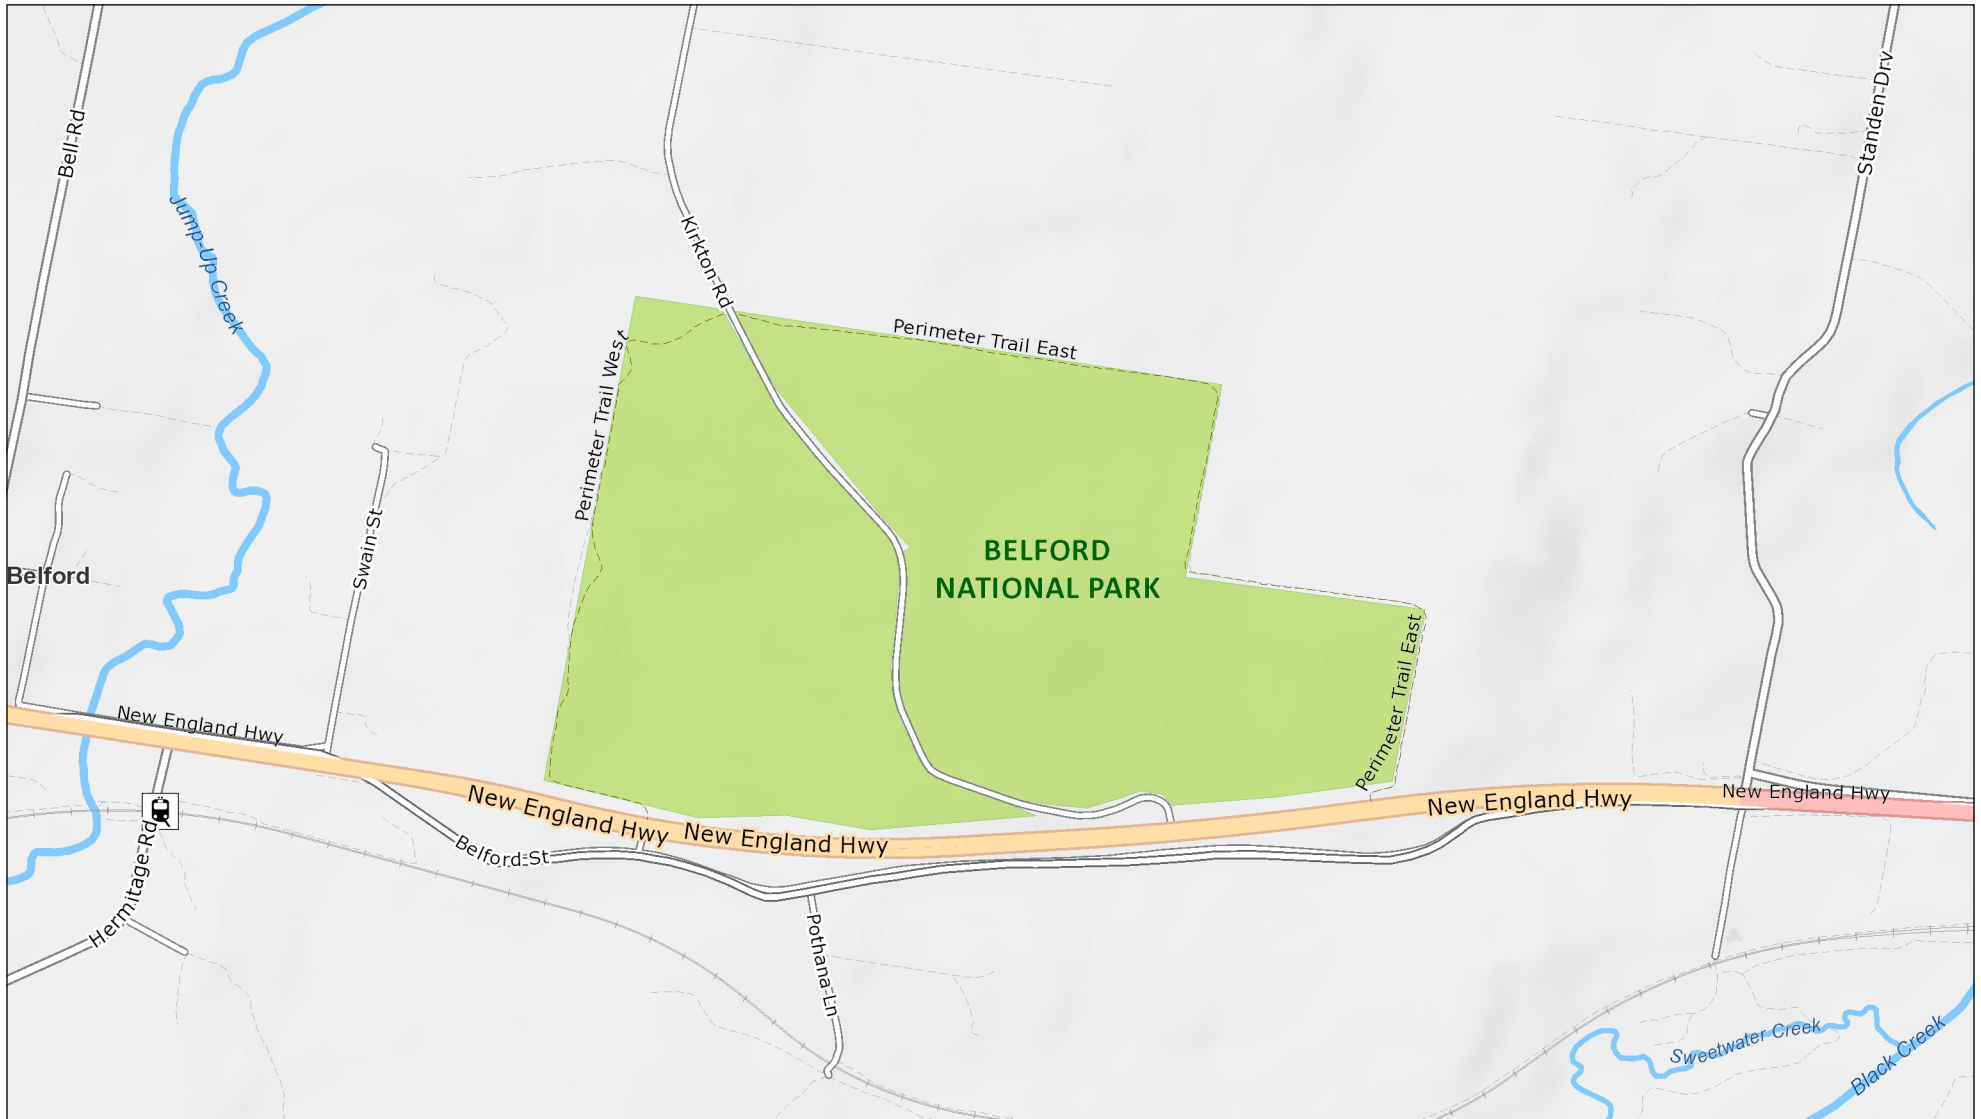 Bell-Rd
Standen-Drv
Jump-Up Creek
Kirkton-Rd
Perimeter Trail East
Perimeter Trail West
Swain-St
BELFORD
NATIONAL PARK
Belford
Perimeter Trail East
New England Hwy
New England Hwy
New England Hwy
New England Hwy
New England Hwy
Belford-St
Hermitage-Rd
Pothana-Ln
Sweetwater Creek
Black Creek